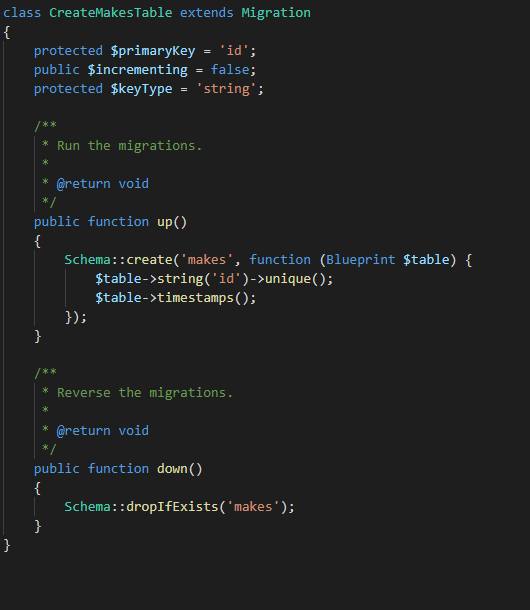 class CreateMakesTable extends Migration
{
    protected $primaryKey = 'id';
    public $incrementing = false;
    protected $keyType = 'string';

    /**
     * Run the migrations.
     *
     * @return void
     */
    public function up()
    {
        Schema::create('makes', function (Blueprint $table) {
            $table->string('id')->unique();
            $table->timestamps();
        });
    }

    /**
     * Reverse the migrations.
     *
     * @return void
     */
    public function down()
    {
        Schema::dropIfExists('makes');
    }
}